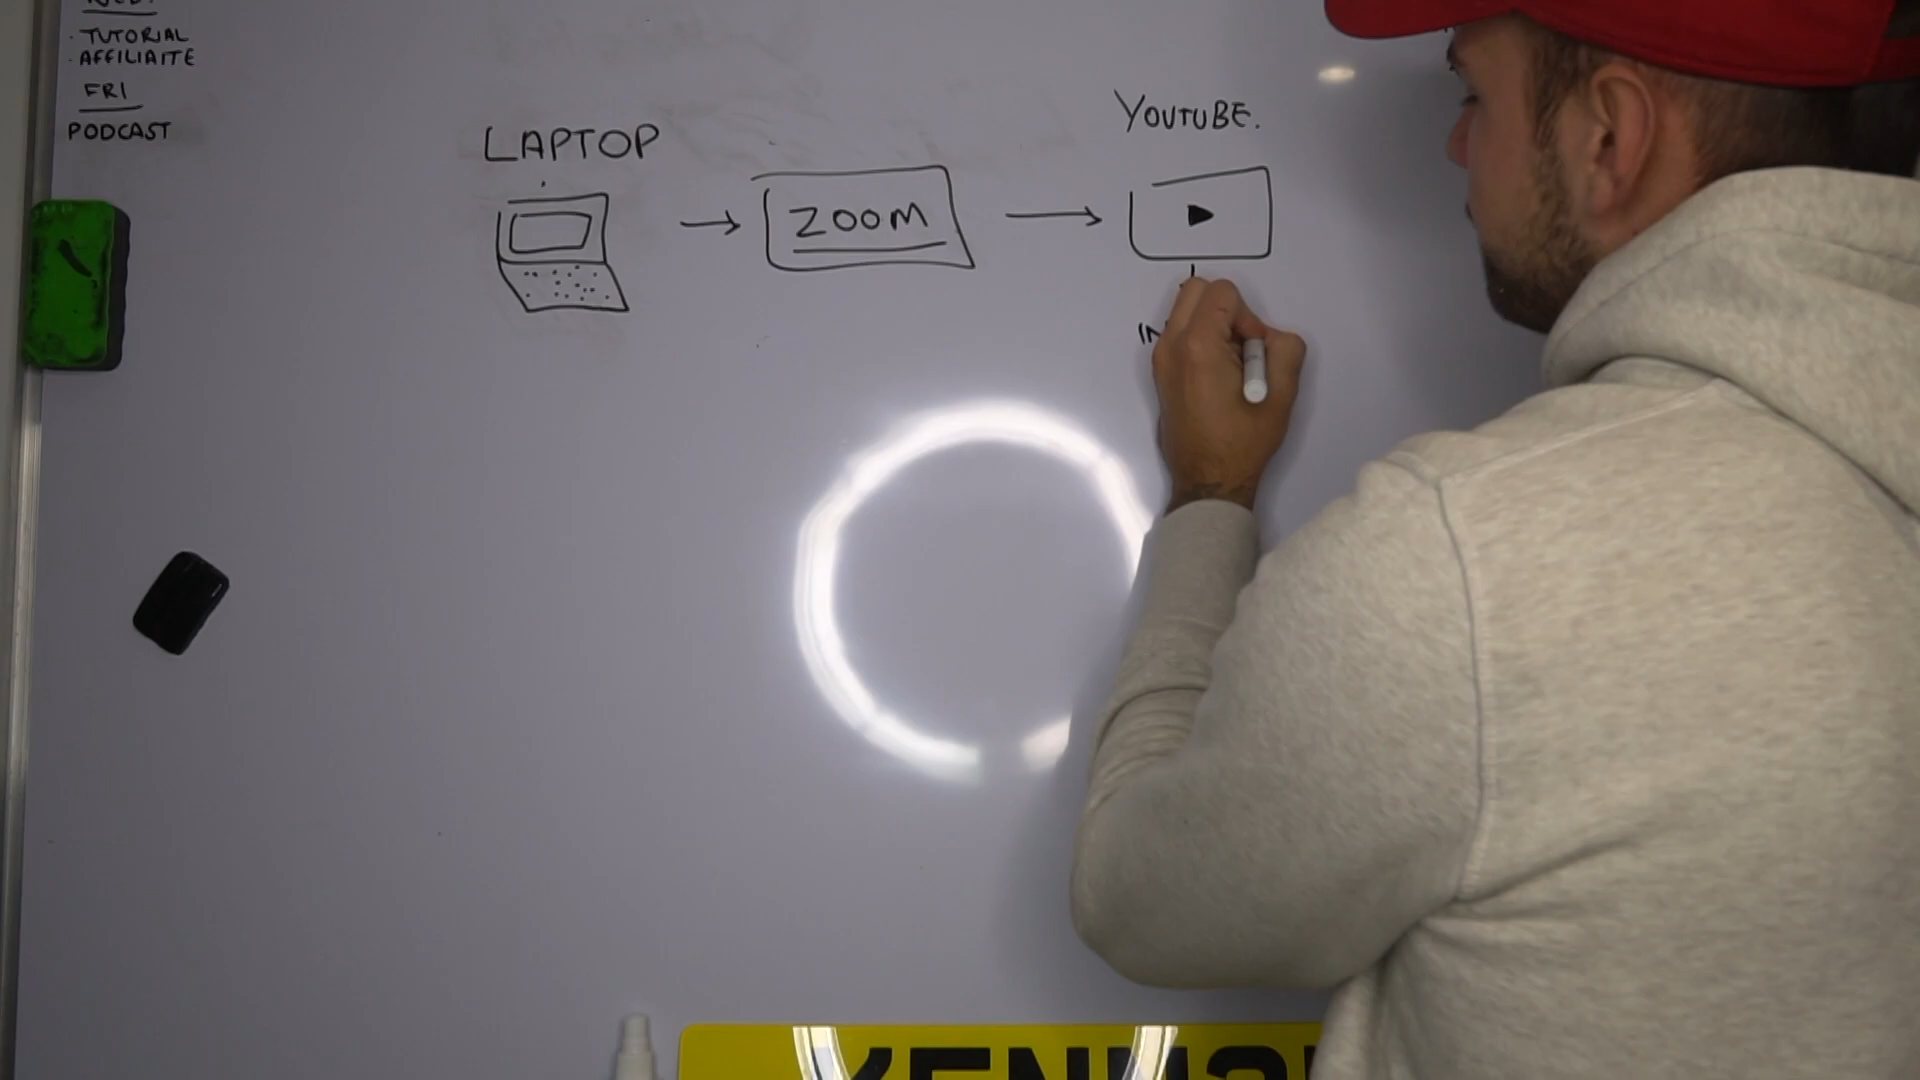 · TUTORIAL
· AFFILIAITE
FRI
PODCAST
LAPTOP
ZOOM
YOUTUBE.